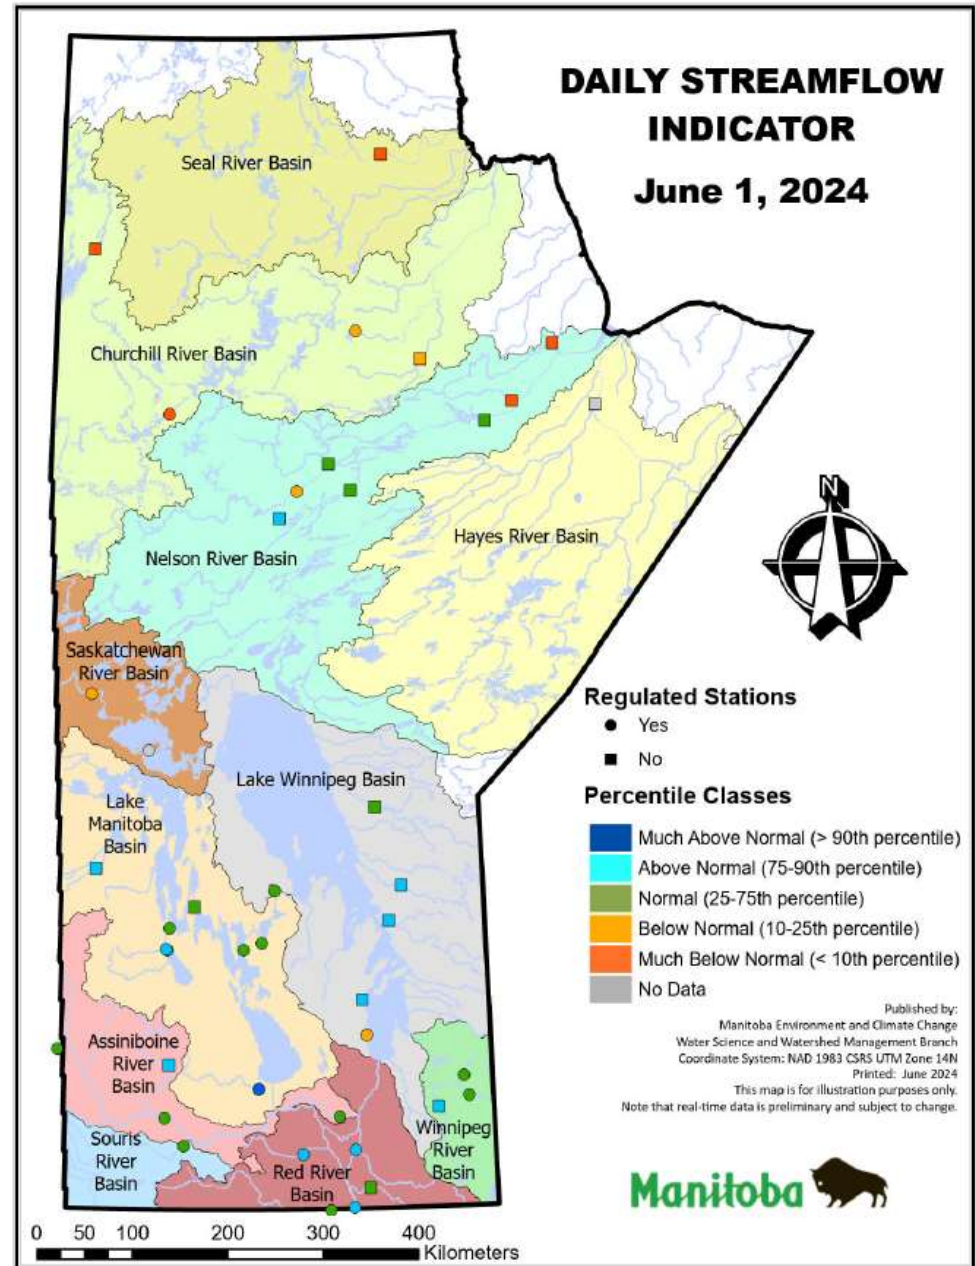 DAILY STREAMFLOW
INDICATOR
June 1, 2024
Seal River Basin
Churchill River Basin
Hayes River Basin
Nelson River Basin
N
Saskatchewan
River Basin
Lake Winnipeg Basin
Lake
Manitoba
Basin
Assiniboine
River
Basin
Souris
River
Basin
Red River
Basin
Winnipeg
River
Basin
Regulated Stations
Yes
No
Percentile Classes
Much Above Normal (> 90th percentile)
Above Normal (75-90th percentile)
Normal (25-75th percentile)
Below Normal (10-25th percentile)
Much Below Normal (< 10th percentile)
No Data
Published by:
Manitoba Environment and Climate Change
Water Science and Watershed Management Branch
Coordinate System: NAD 1983 CSRS UTM Zone 14N
Printed: June 2024
This map is for illustration purposes only.
Note that real-time data is preliminary and subject to change.
Manitoba
0 50 100 200 300 400
Kilometers